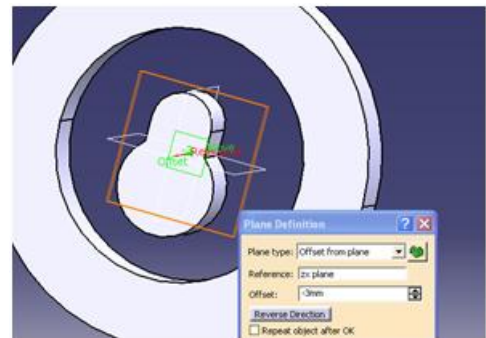 Move
Offset
Plane Definition
Plane type: Offset from plane
Reference: zx plane
Offset: -3mm
Reverse Direction
Repeat object after OK